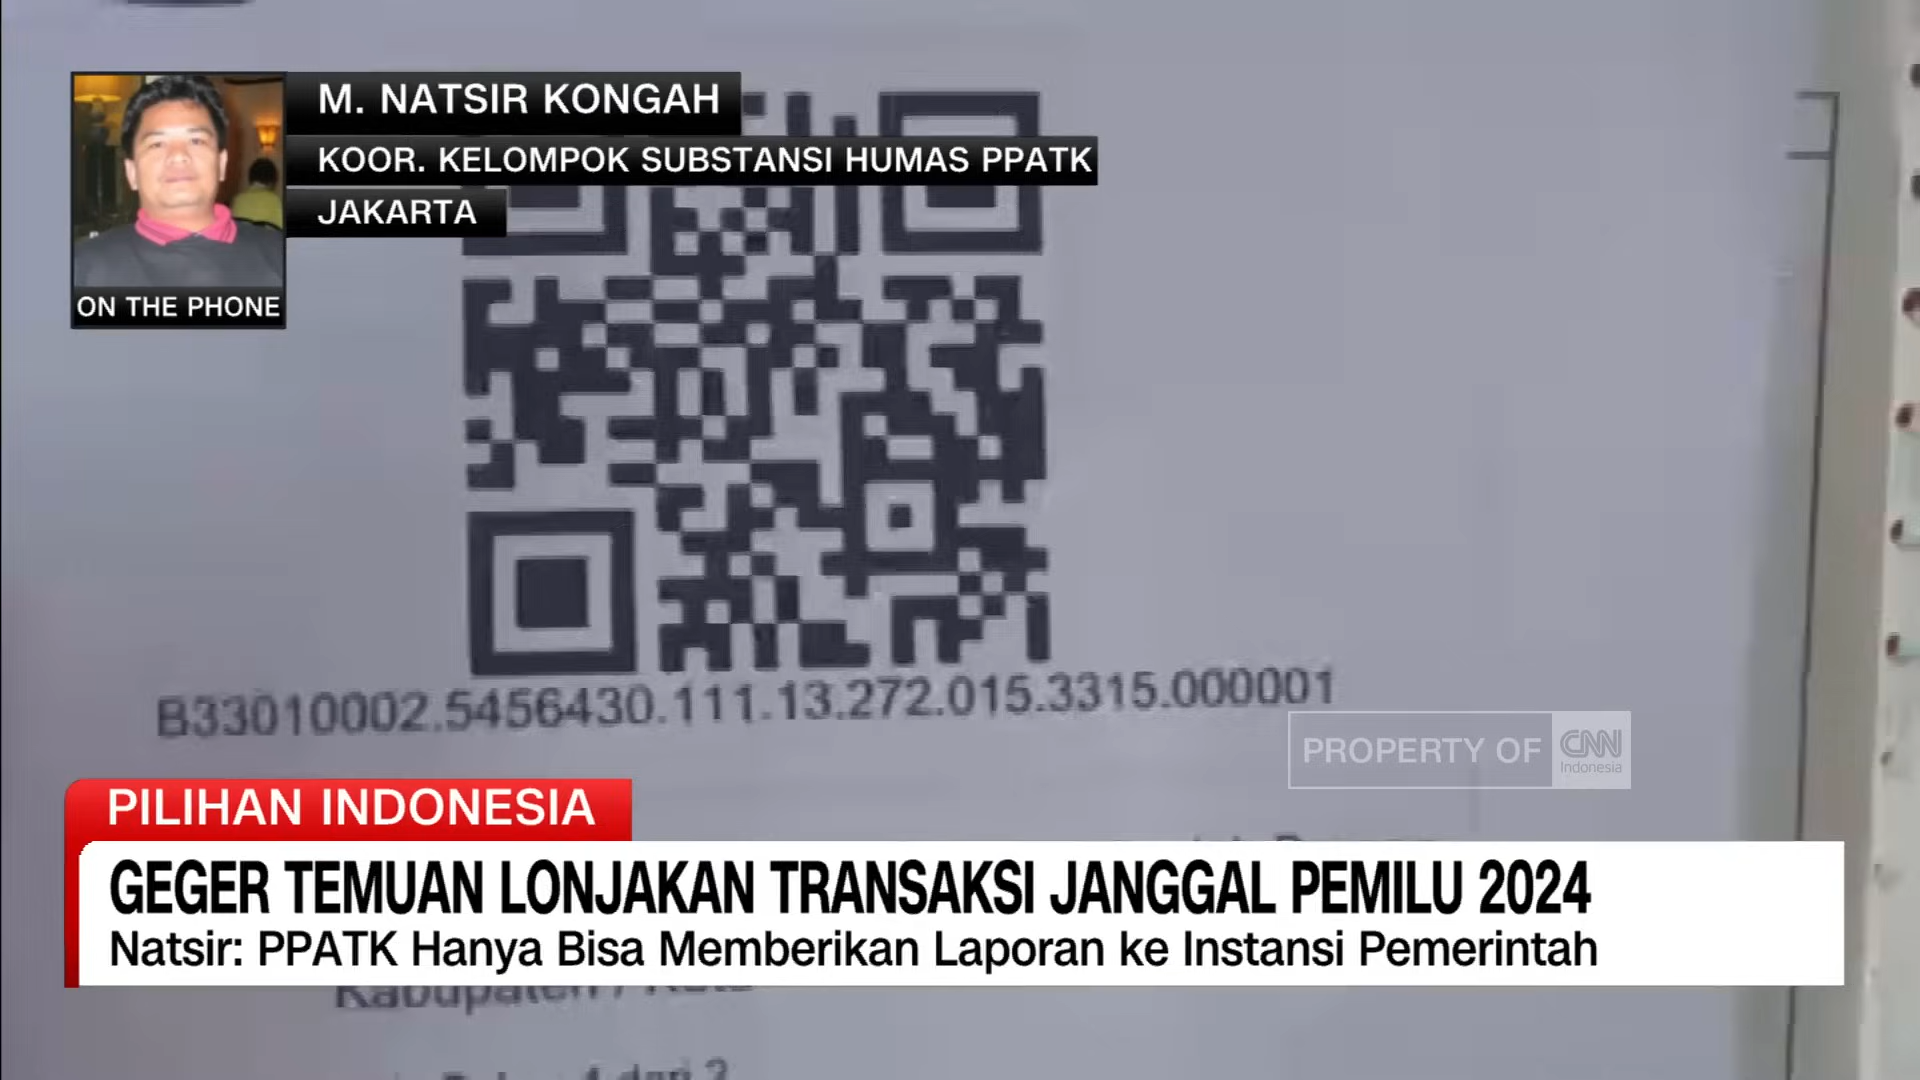 M. NATSIR KONGAH
KOOR. KELOMPOK SUBSTANSI HUMAS PPATK
JAKARTA
ON THE PHONE
B33010002.5456430.111.13.272.015.3315.000001
PROPERTY OF CNN Indonesia
PILIHAN INDONESIA
GEGER TEMUAN LONJAKAN TRANSAKSI JANGGAL PEMILU 2024
Natsir: PPATK Hanya Bisa Memberikan Laporan ke Instansi Pemerintah